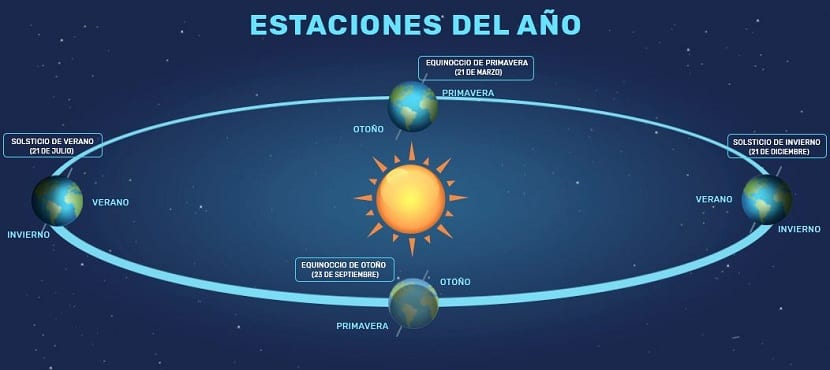 ESTACIONES DEL AÑO
EQUINOCCIO DE PRIMAVERA
(21 DE MARZO)
PRIMAVERA
OTOÑO
SOLSTICIO DE VERANO
(21 DE JULIO)
SOLSTICIO DE INVIERNO
(21 DE DICIEMBRE)
VERANO
INVIERNO
VERANO
INVIERNO
EQUINOCCIO DE OTOÑO
(23 DE SEPTIEMBRE)
OTOÑO
PRIMAVERA